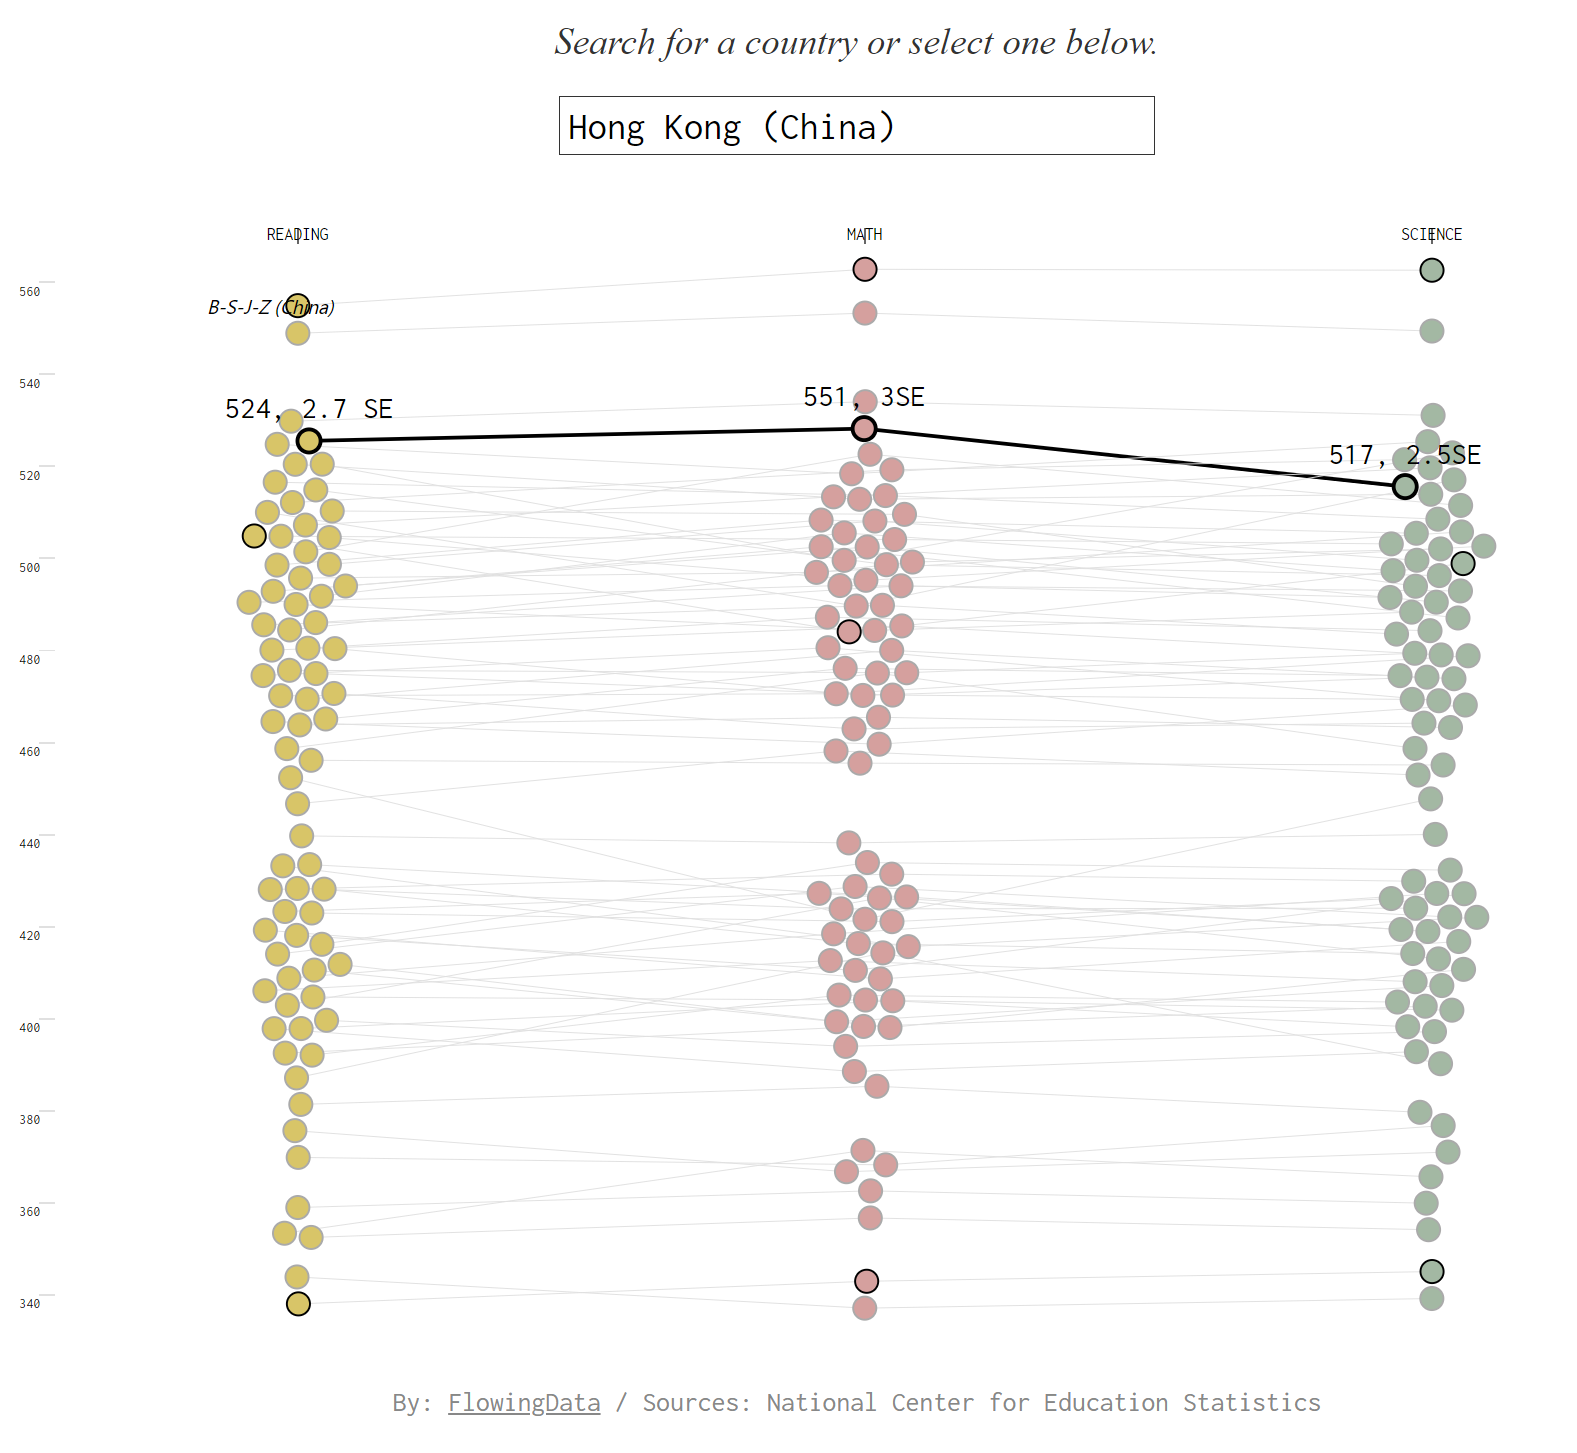 Search for a country or select one below.
Hong Kong (China)
READING MATH SCIENCE
560
B-S-J-Z (China)
540
551, 3SE
524, 2.7 SE
517, 2.5SE
520
500
480
460
440
420
400
380
360
340
By: FlowingData / Sources: National Center for Education Statistics